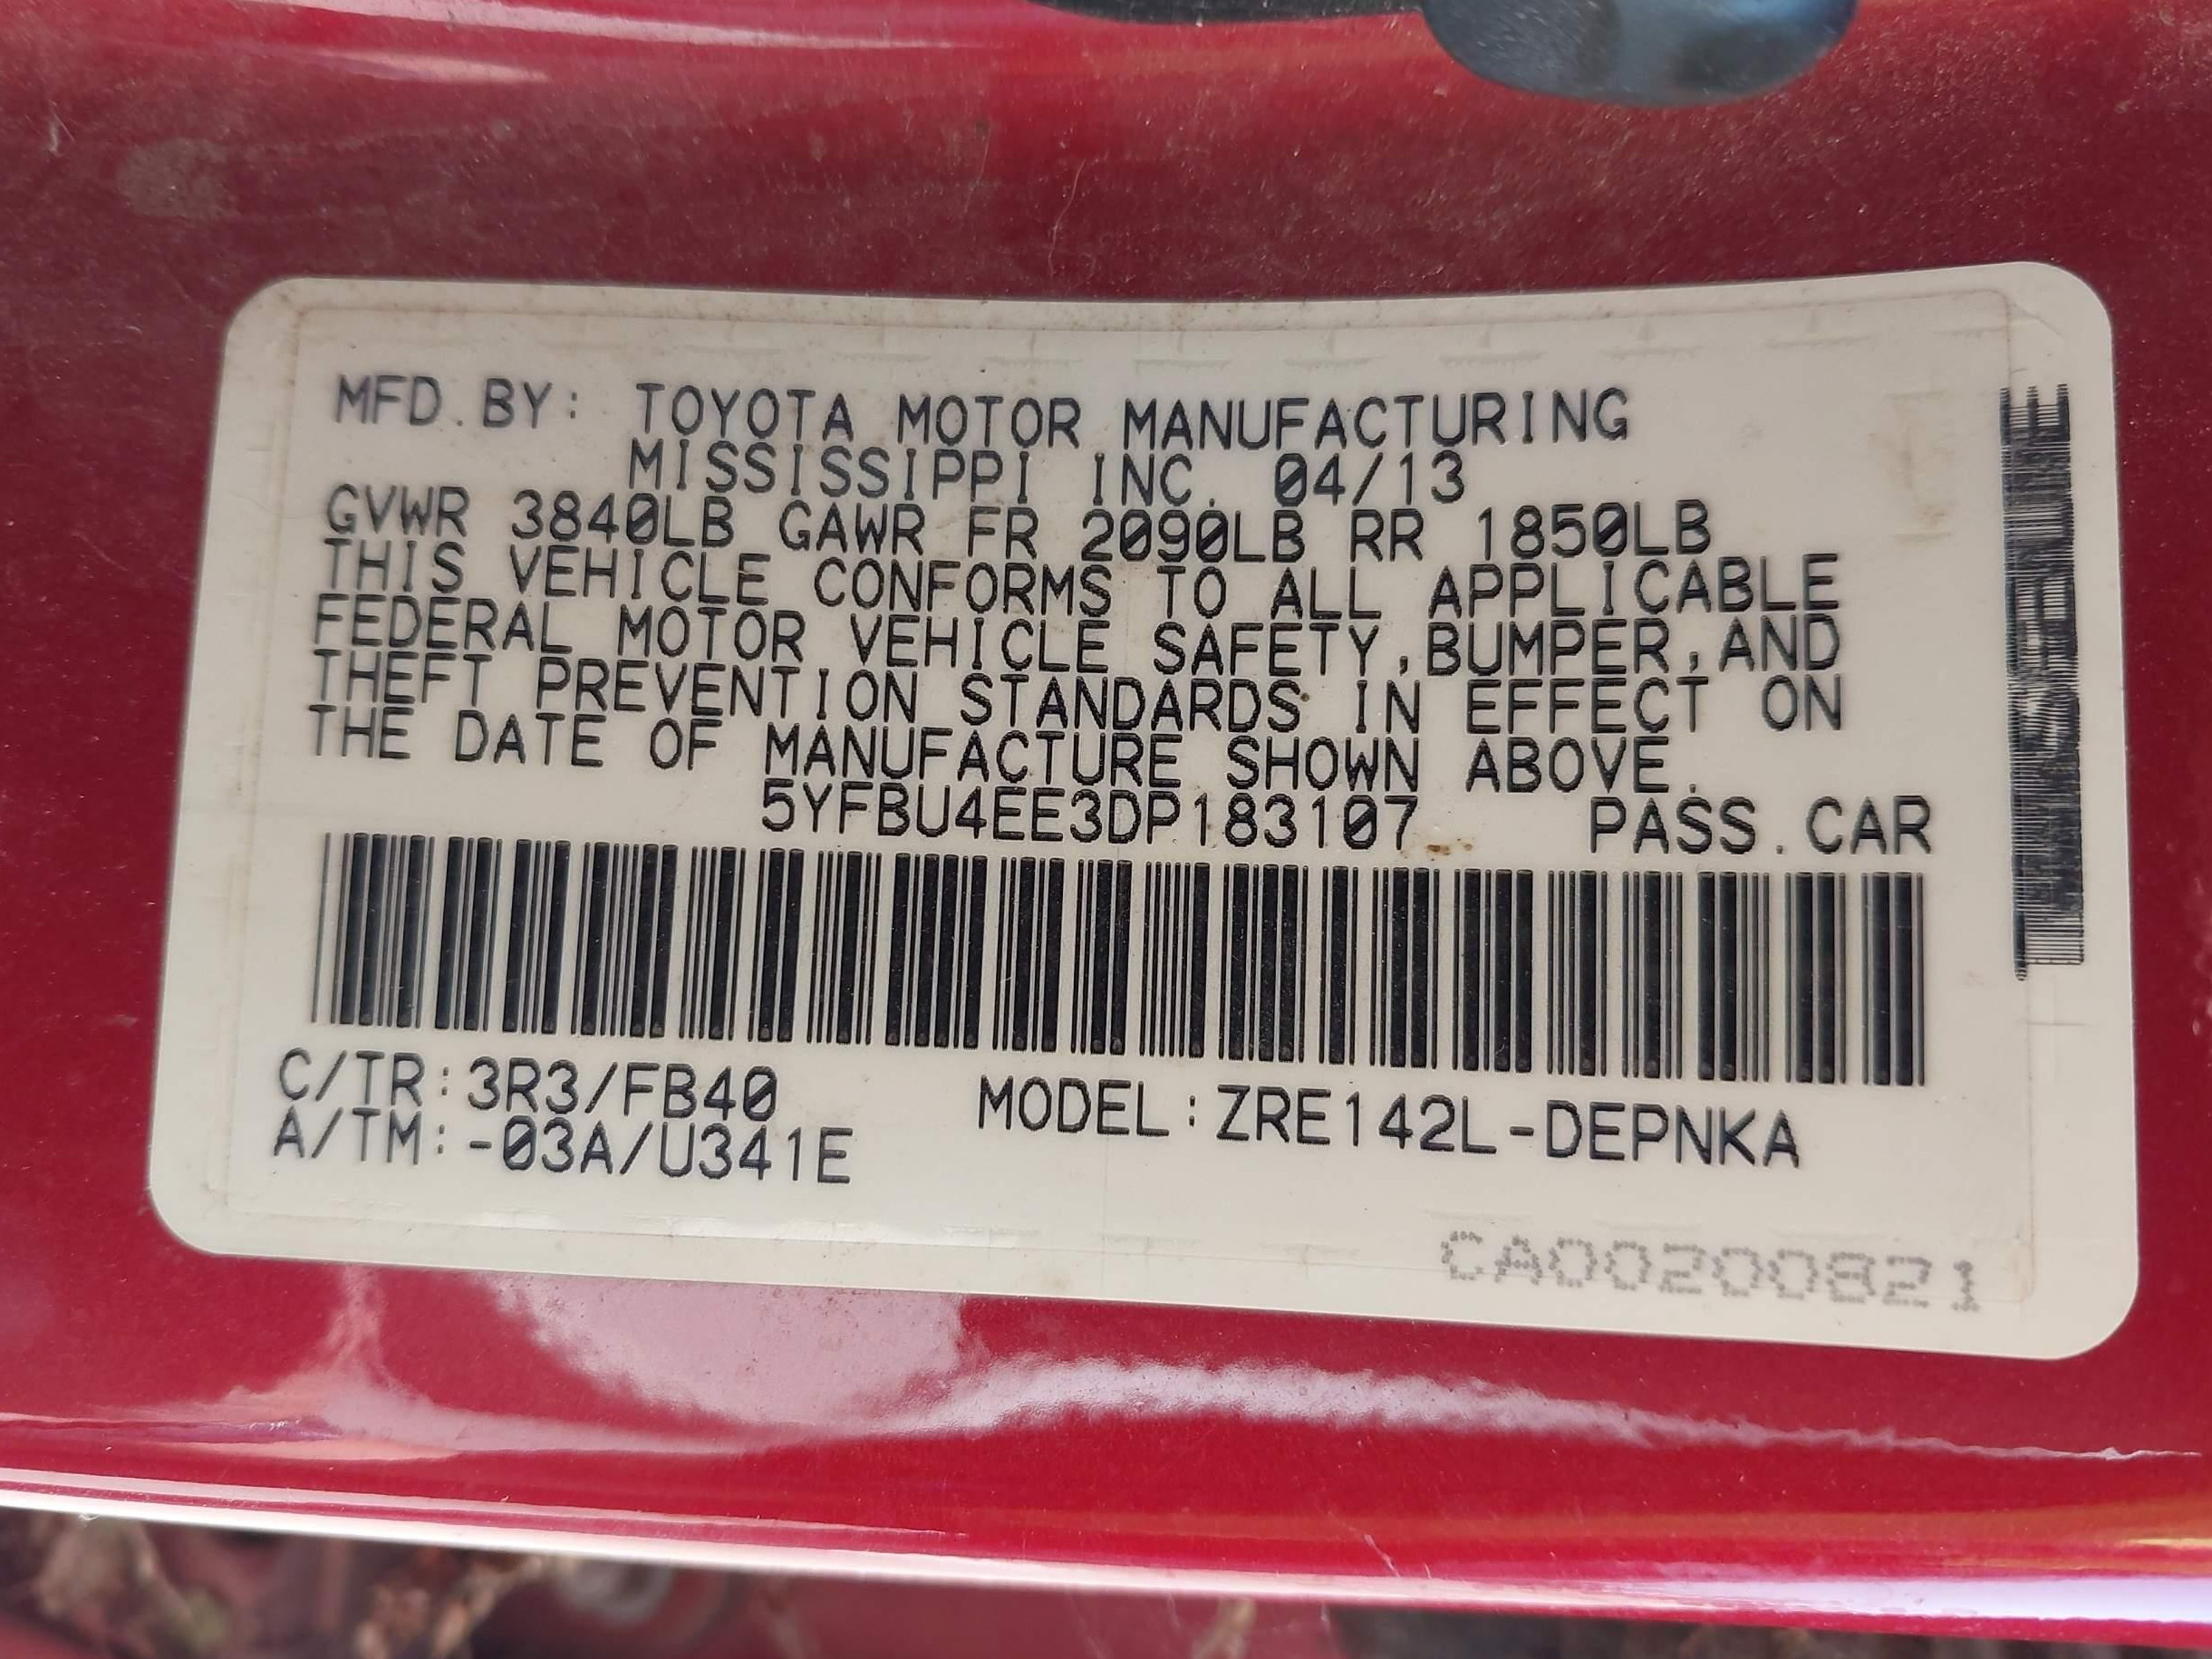 MFD.BY: TOYOTA MOTOR MANUFACTURING
MISSISSIPPI INC. 04/13
GVWR 3840LB GAWR FR 2090LB RR 1850LB
THIS VEHICLE CONFORMS TO ALL APPLICABLE
FEDERAL MOTOR VEHICLE SAFETY,BUMPER,AND
THEFT PREVENTION STANDARDS IN EFFECT ON
THE DATE OF MANUFACTURE SHOWN ABOVE.
5YFBU4EE3DP183107 PASS.CAR
C/TR:3R3/FB40 MODEL:ZRE142L-DEPNKA
A/TM:-03A/U341E
CA00200821